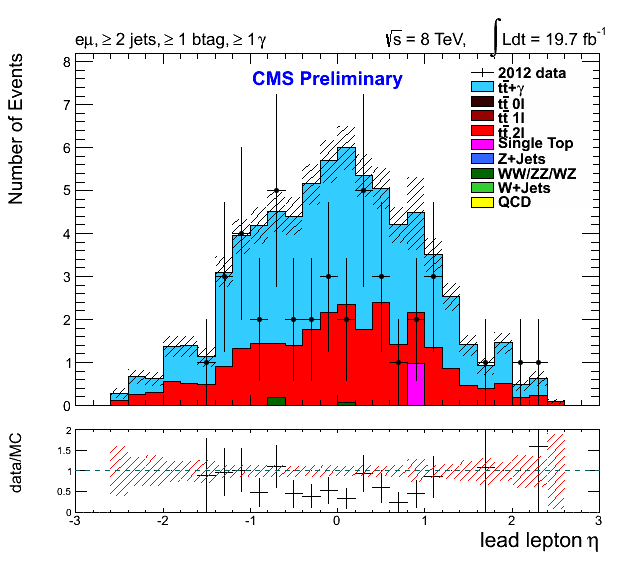 eμ, ≥ 2 jets, ≥ 1 btag, ≥ 1 γ
√s = 8 TeV, ∫ Ldt = 19.7 fb⁻¹
CMS Preliminary
2012 data
tt̄+γ
tt̄ 0l
tt̄ 1l
tt̄ 2l
Single Top
Z+Jets
WW/ZZ/WZ
W+Jets
QCD
Number of Events
8
7
6
5
4
3
2
1
0
data/MC
2
1.5
1
0.5
0
-3 -2 -1 0 1 2 3
lead lepton η